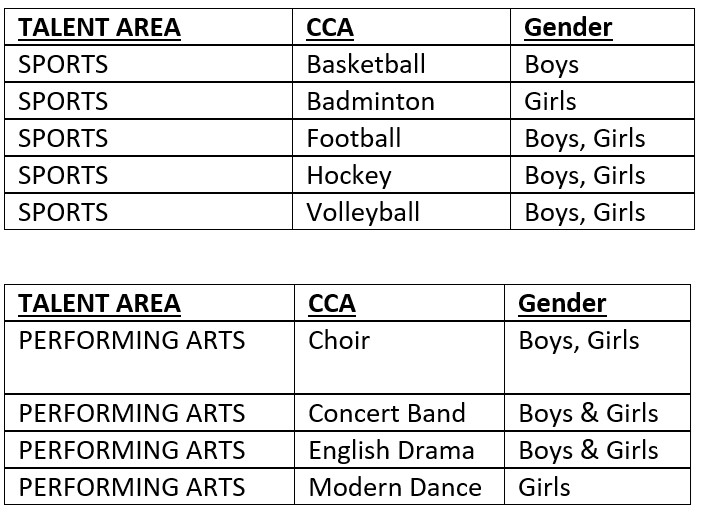 TALENT AREA CCA Gender
SPORTS Basketball Boys
SPORTS Badminton Girls
SPORTS Football Boys, Girls
SPORTS Hockey Boys, Girls
SPORTS Volleyball Boys, Girls
TALENT AREA CCA Gender
PERFORMING ARTS Choir Boys, Girls
PERFORMING ARTS Concert Band Boys & Girls
PERFORMING ARTS English Drama Boys & Girls
PERFORMING ARTS Modern Dance Girls